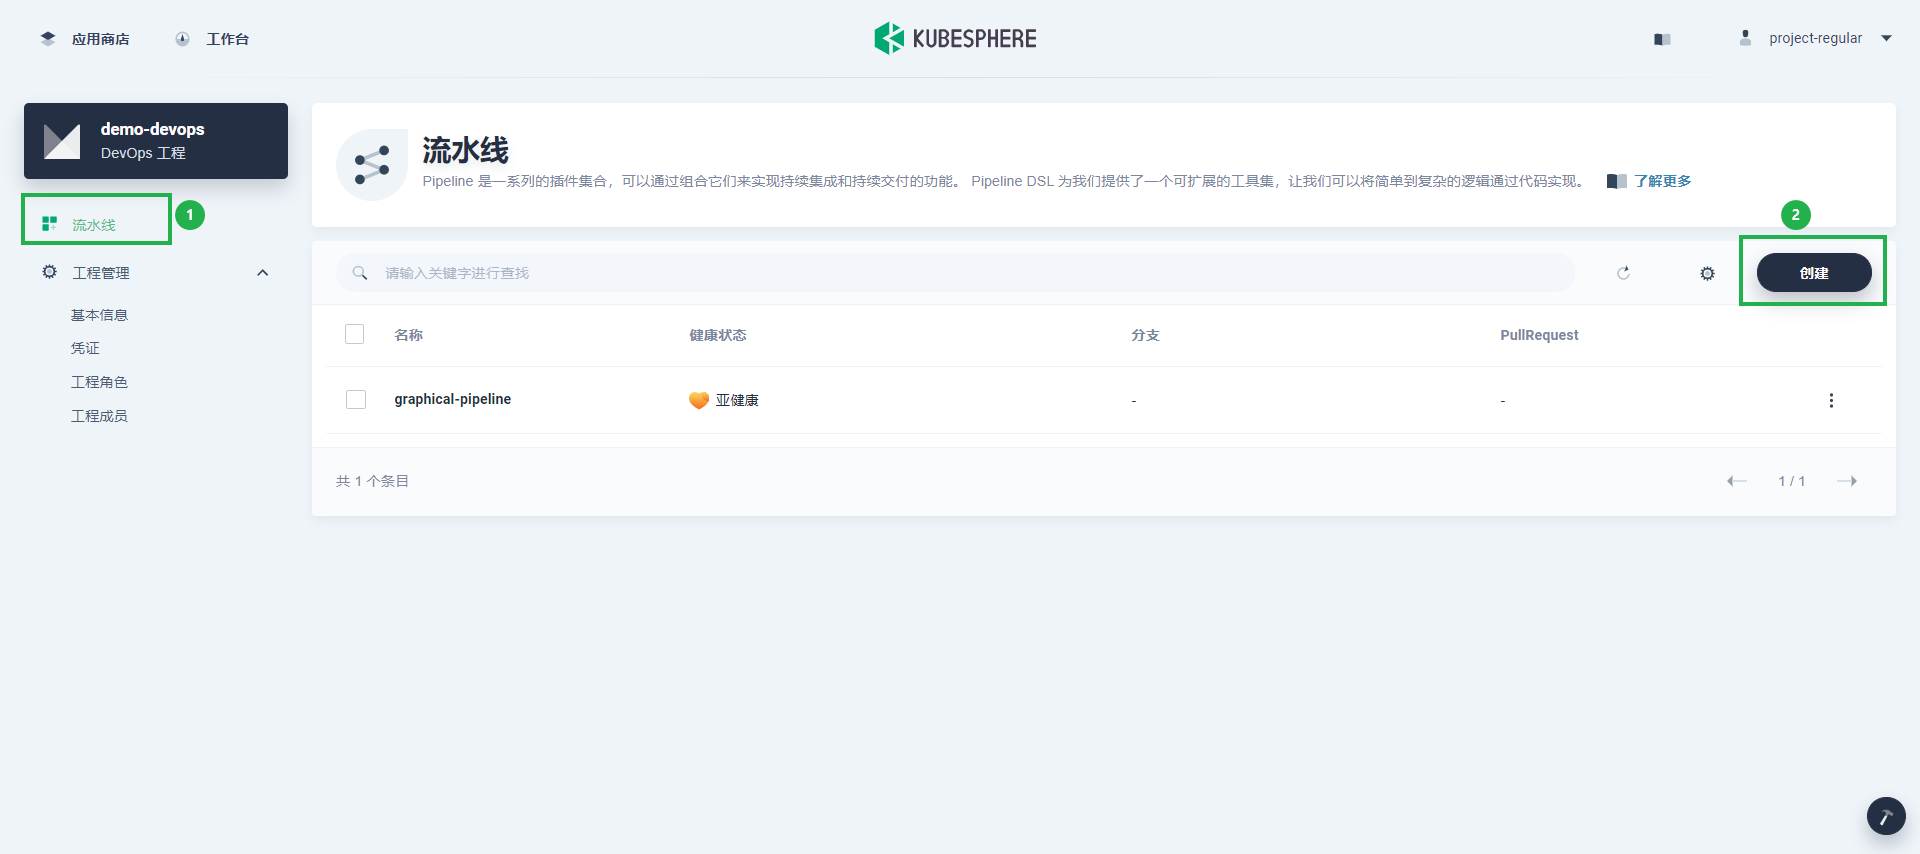 应用商店
工作台
KUBESPHERE
project-regular
demo-devops
DevOps 工程
流水线
1
工程管理
基本信息
凭证
工程角色
工程成员
流水线
Pipeline 是一系列的插件集合，可以通过组合它们来实现持续集成和持续交付的功能。 Pipeline DSL 为我们提供了一个可扩展的工具集，让我们可以将简单到复杂的逻辑通过代码实现。 了解更多
2
请输入关键字进行查找
创建
名称 健康状态 分支 PullRequest
graphical-pipeline 亚健康 - -
共 1 个条目
1 / 1